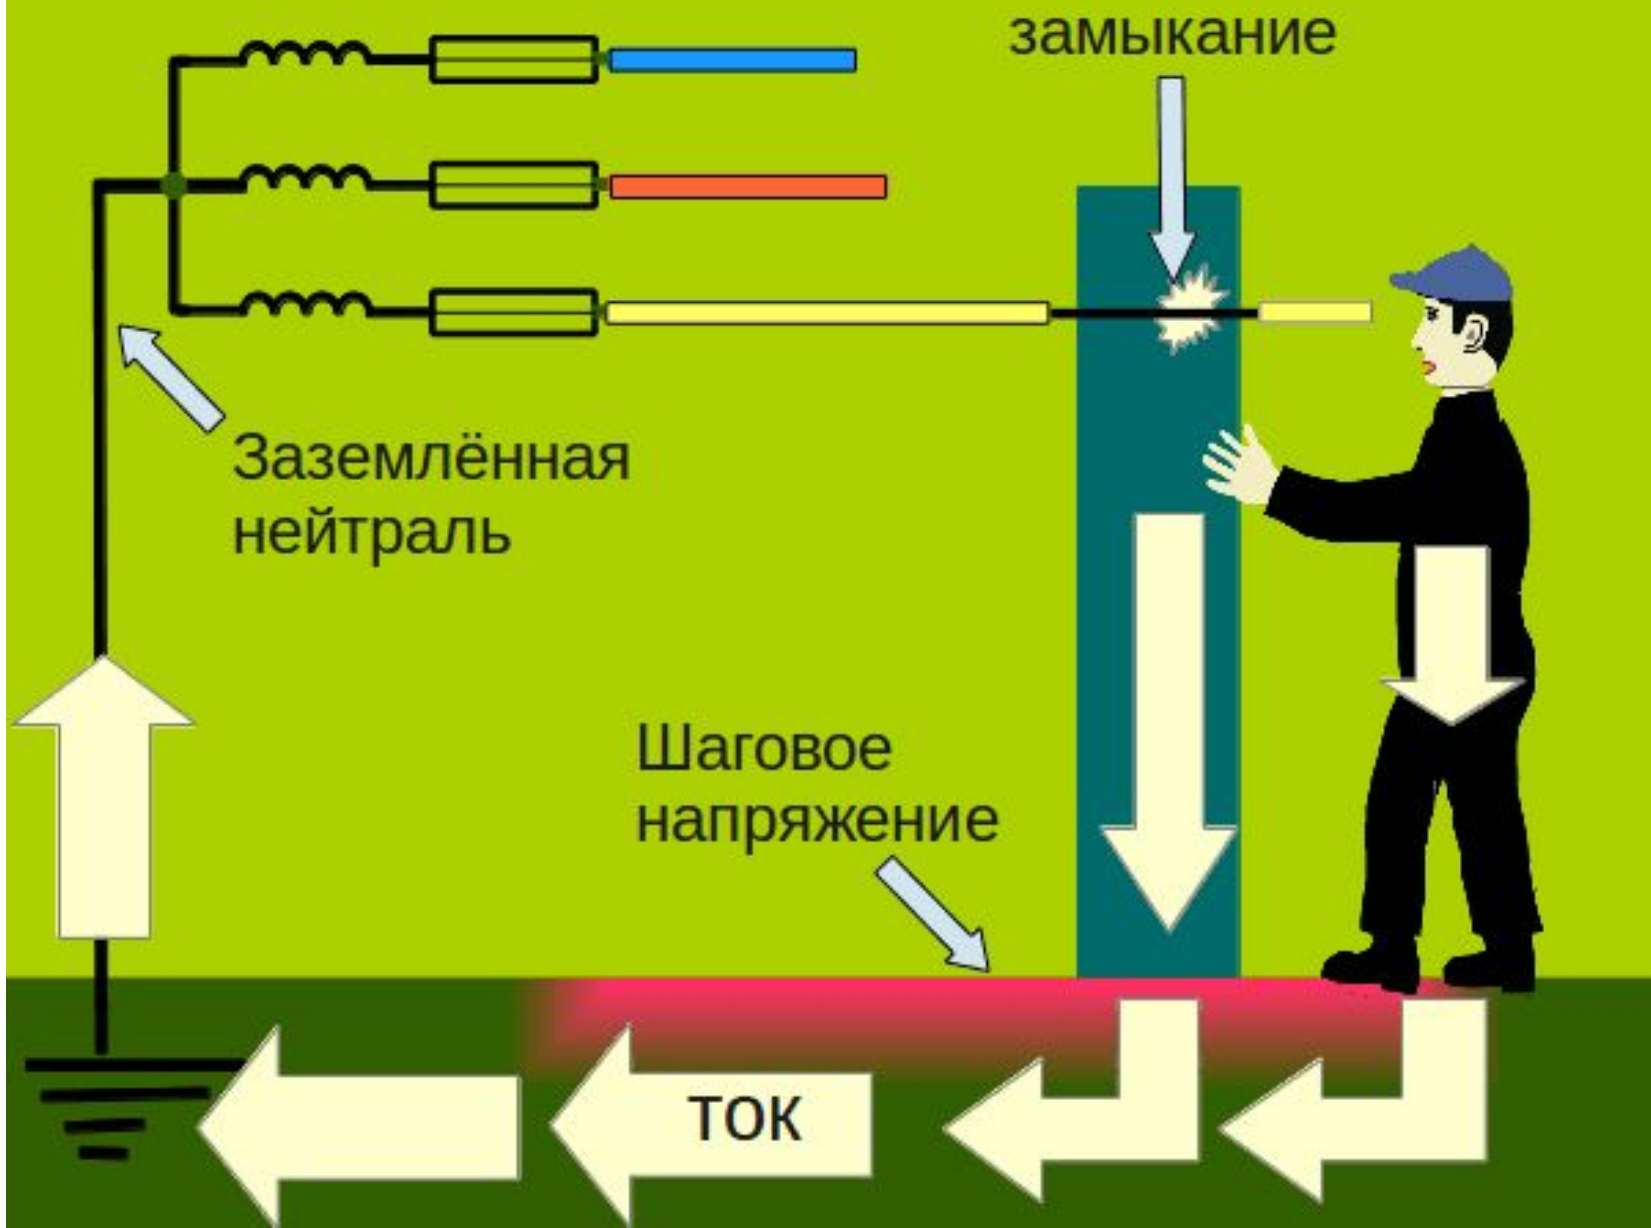 замыкание
Заземлённая
нейтраль
Шаговое
напряжение
ток